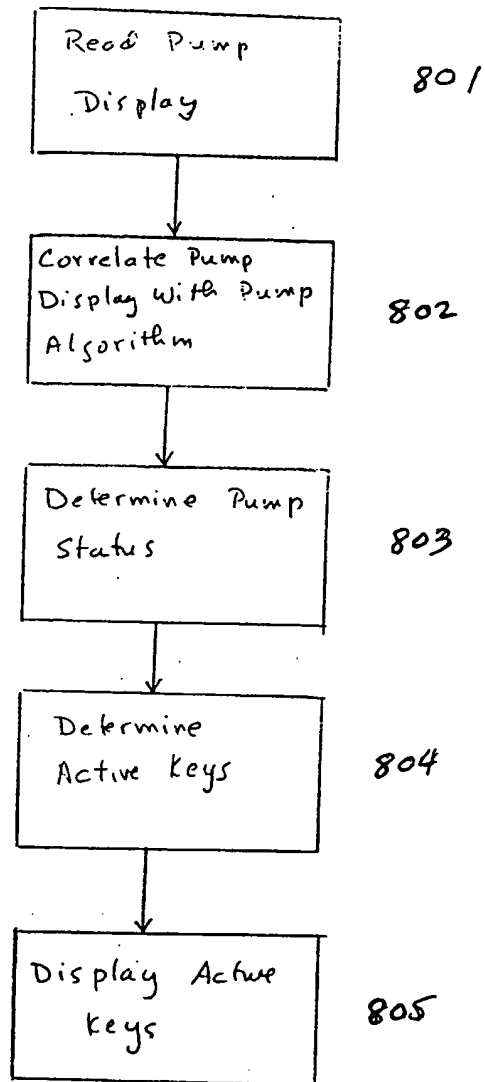 Read Pump
Display
801
Correlate Pump
Display with Pump
Algorithm
802
Determine Pump
Status
803
Determine
Active Keys
804
Display Active
Keys
805